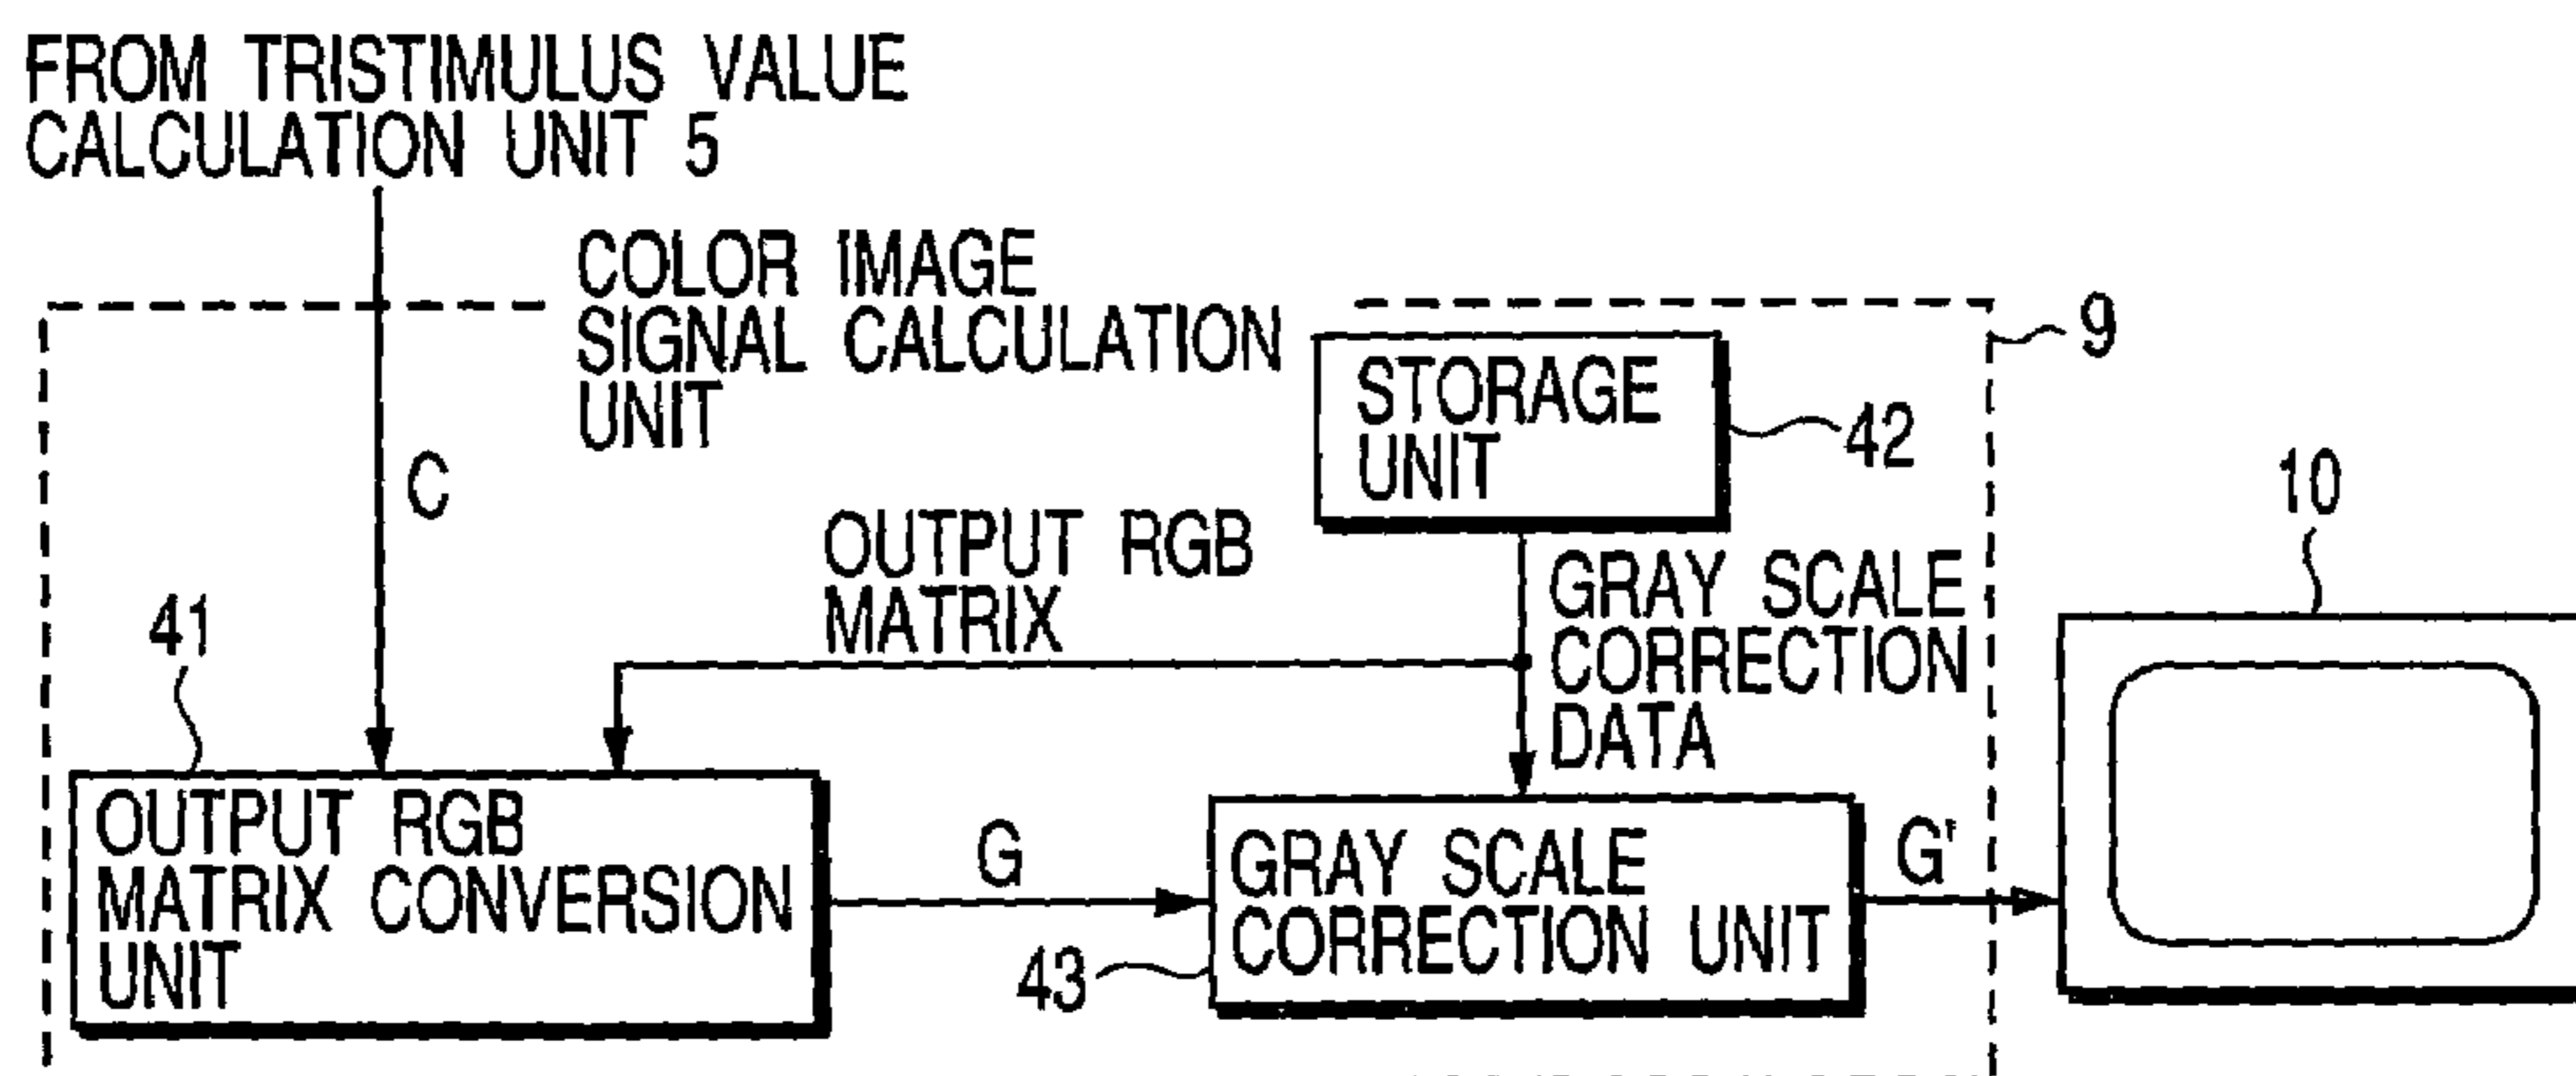 FROM TRISTIMULUS VALUE
CALCULATION UNIT 5
COLOR IMAGE
SIGNAL CALCULATION
UNIT
9
STORAGE
UNIT
42
C
10
OUTPUT RGB
MATRIX
GRAY SCALE
CORRECTION
DATA
41
OUTPUT RGB
MATRIX CONVERSION
UNIT
G
GRAY SCALE
CORRECTION UNIT
G'
43